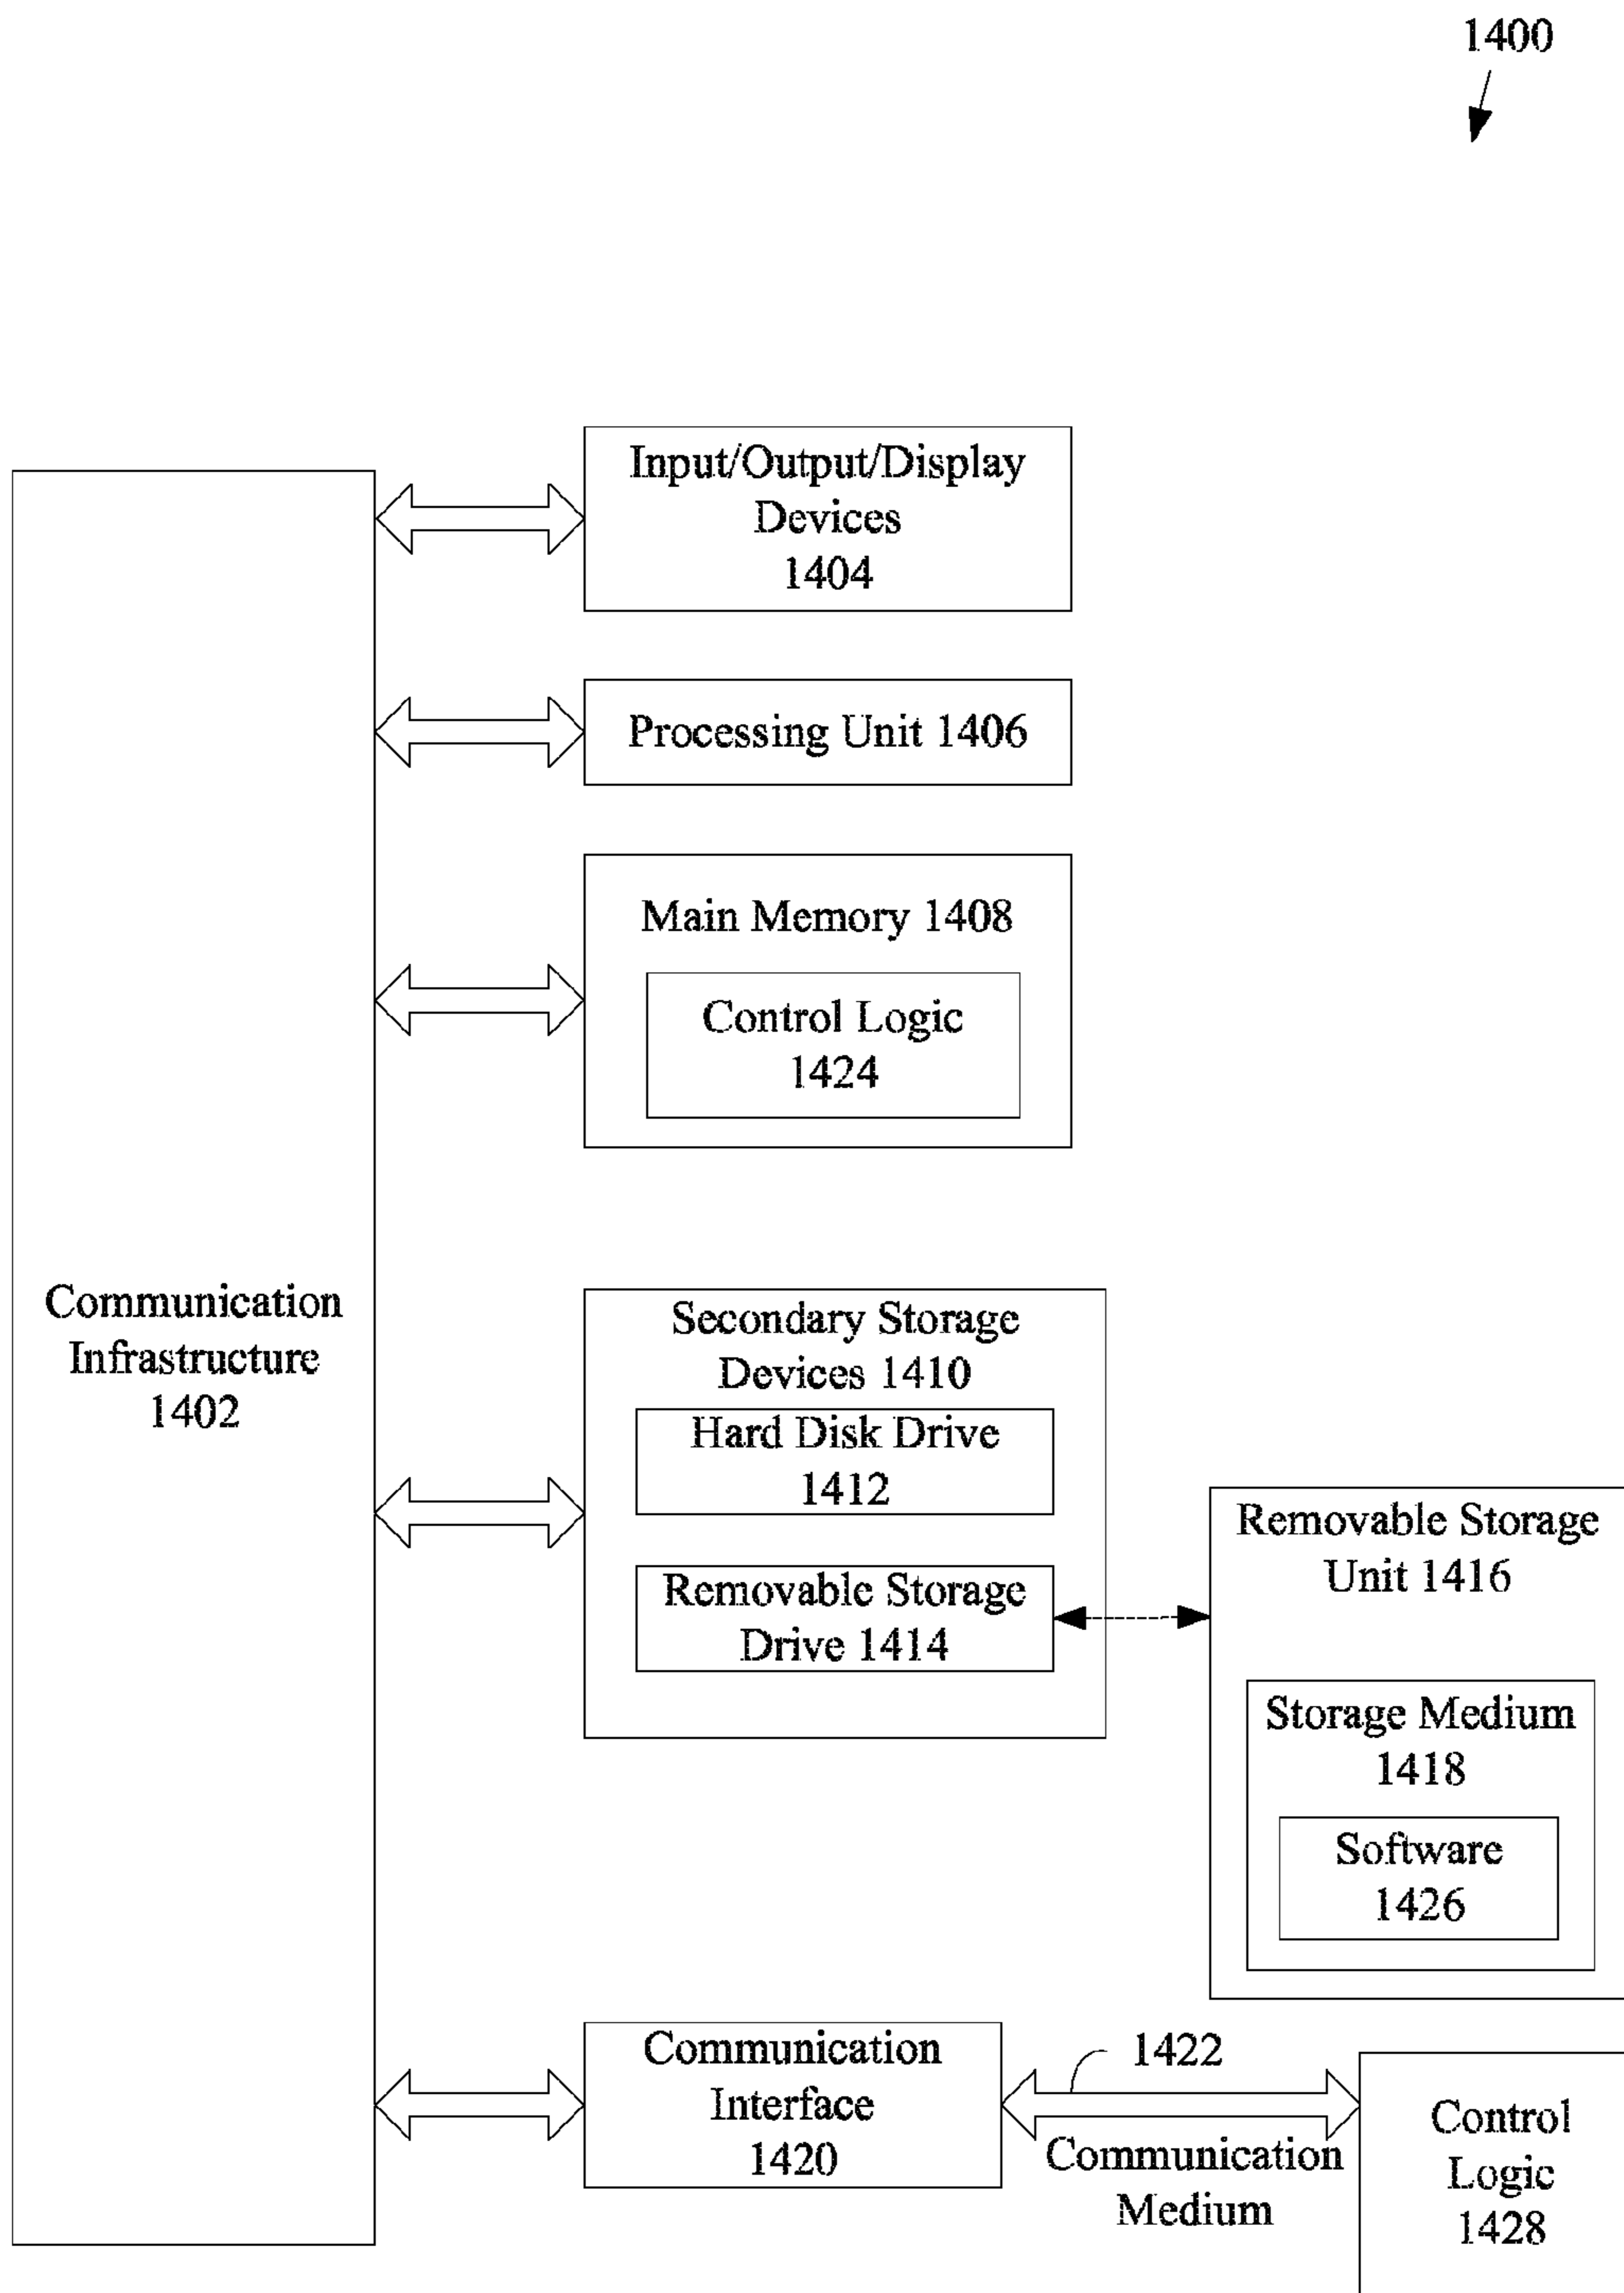 1400
Input/Output/Display
Devices
1404
Processing Unit 1406
Main Memory 1408
Control Logic
1424
Communication
Infrastructure
1402
Secondary Storage
Devices 1410
Hard Disk Drive
1412
Removable Storage
Drive 1414
Removable Storage
Unit 1416
Storage Medium
1418
Software
1426
Communication
Interface
1420
1422
Communication
Medium
Control
Logic
1428